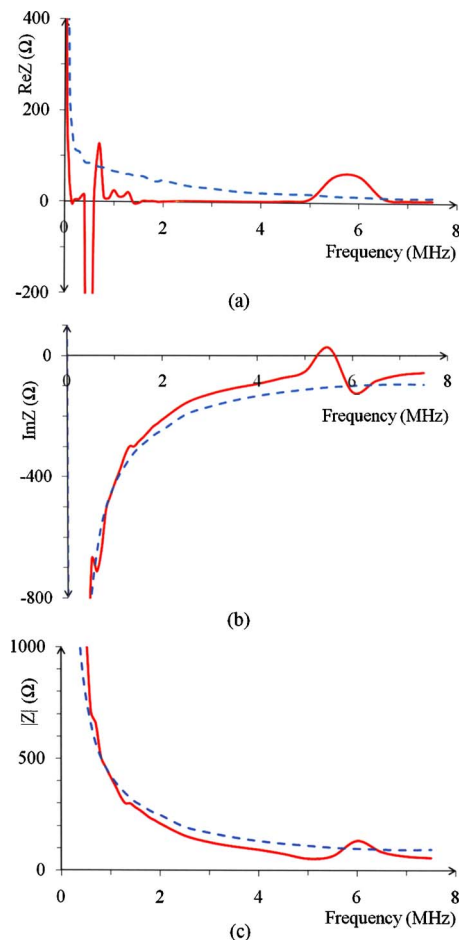 400
200
0
-200
ReZ (Ω)
0 2 4 6 8
Frequency (MHz)
(a)
0
-400
-800
ImZ (Ω)
0 2 4 6 8
Frequency (MHz)
(b)
1000
500
0
|Z| (Ω)
0 2 4 6 8
Frequency (MHz)
(c)